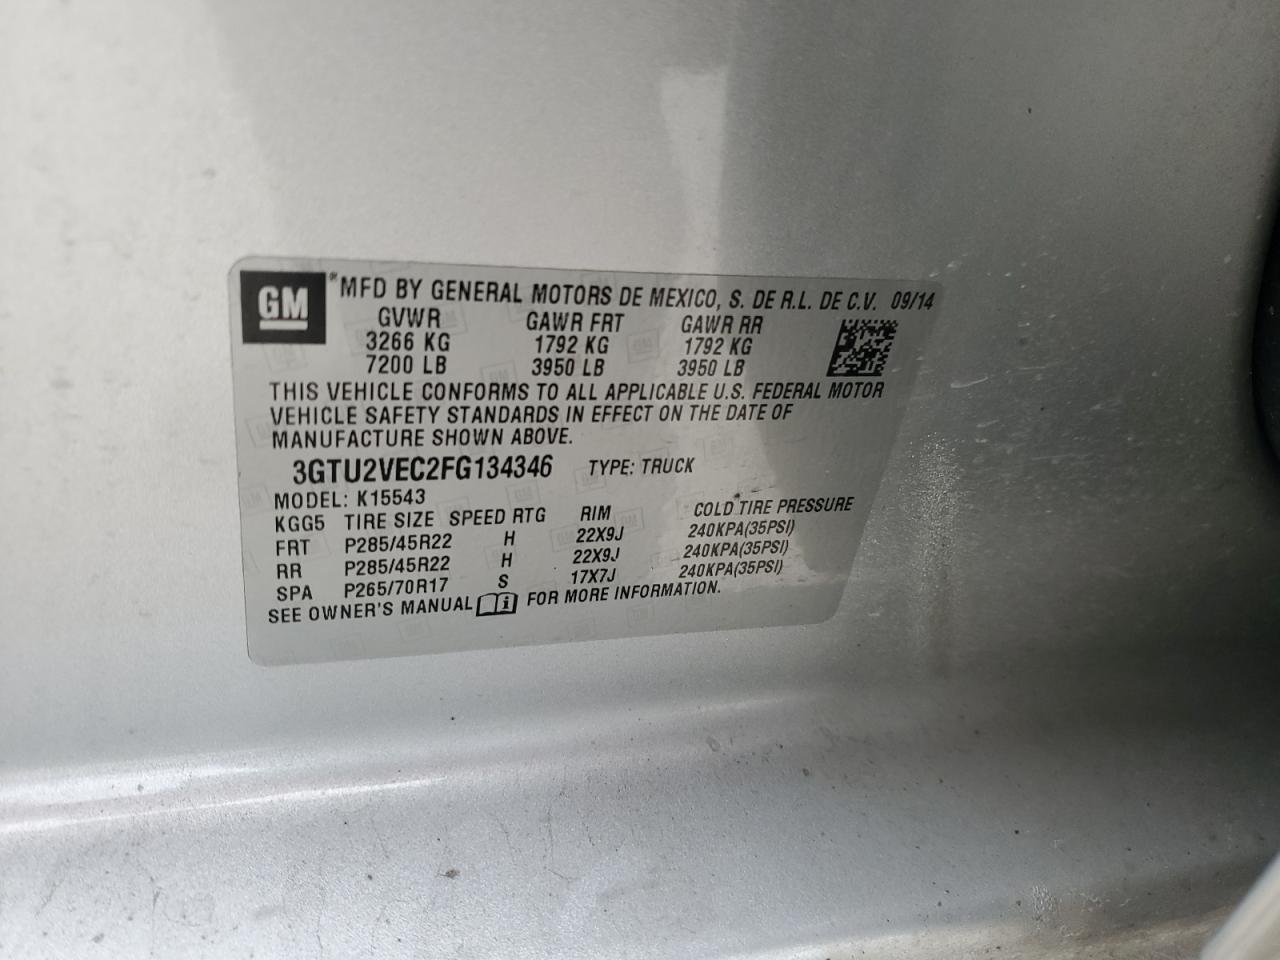 GM
® MFD BY GENERAL MOTORS DE MEXICO, S. DE R.L. DE C.V. 09/14
GVWR GAWR FRT GAWR RR
3266 KG 1792 KG 1792 KG
7200 LB 3950 LB 3950 LB
THIS VEHICLE CONFORMS TO ALL APPLICABLE U.S. FEDERAL MOTOR
VEHICLE SAFETY STANDARDS IN EFFECT ON THE DATE OF
MANUFACTURE SHOWN ABOVE.
3GTU2VEC2FG134346 TYPE: TRUCK
MODEL: K15543
KGG5 TIRE SIZE SPEED RTG RIM COLD TIRE PRESSURE
FRT P285/45R22 H 22X9J 240KPA(35PSI)
RR P285/45R22 H 22X9J 240KPA(35PSI)
SPA P265/70R17 S 17X7J 240KPA(35PSI)
SEE OWNER'S MANUAL i FOR MORE INFORMATION.